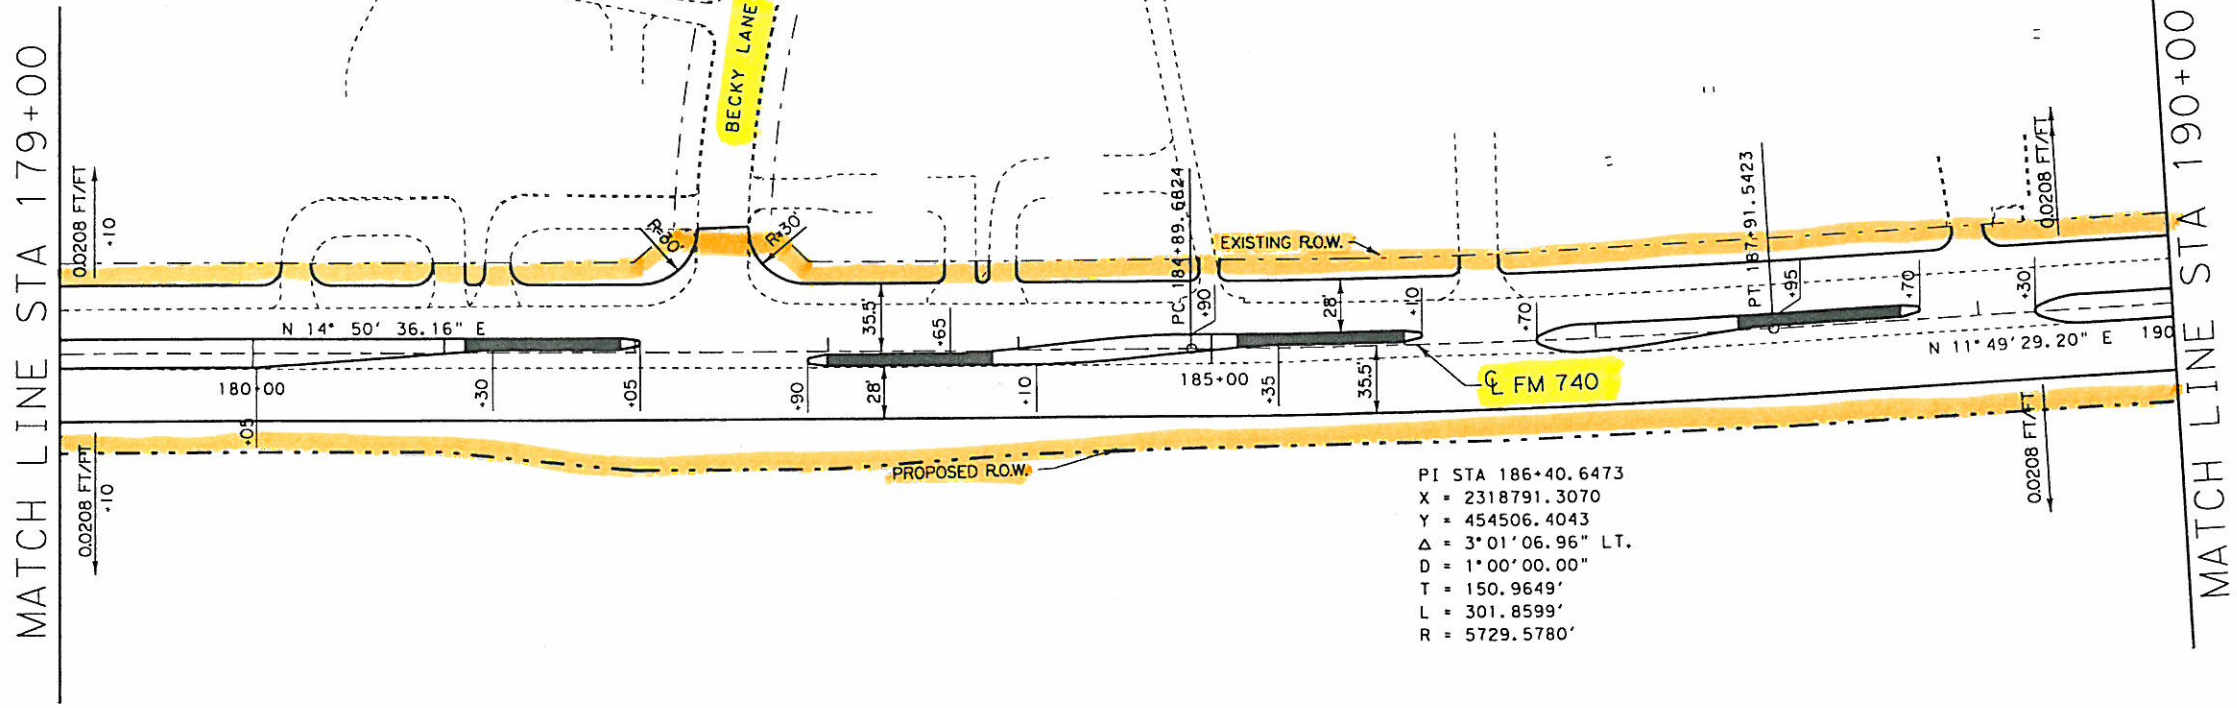 MATCH LINE STA 179+00
0.0208 FT/FT
+10
BECKY LANE
R=30'
R=30'
N 14° 50' 36.16" E
180+00
+05
+30
+05
+90
35.5'
28'
+65
+10
PC 184+89.6824
+90
185+00
+35
EXISTING R.O.W.
28'
35.5'
+10
℄ FM 740
+70
PT 187+91.5423
+95
+70
+30
0.0208 FT/FT
N 11° 49' 29.20" E
190
MATCH LINE STA 190+00
0.0208 FT/FT
+10
PROPOSED R.O.W.
0.0208 FT/FT
PI STA 186+40.6473
X = 2318791.3070
Y = 454506.4043
Δ = 3°01'06.96" LT.
D = 1°00'00.00"
T = 150.9649'
L = 301.8599'
R = 5729.5780'